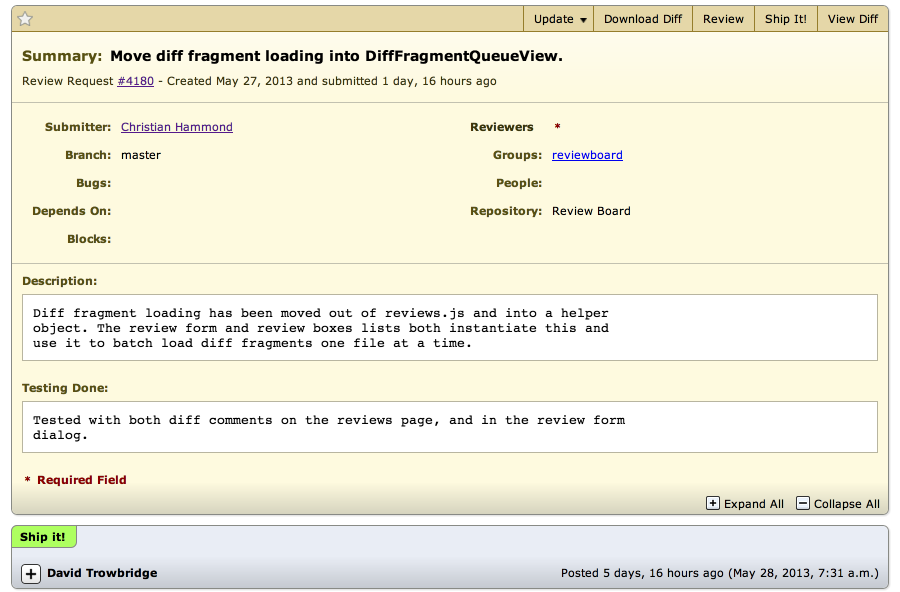 Update ▾ Download Diff Review Ship It! View Diff
Summary: Move diff fragment loading into DiffFragmentQueueView.
Review Request #4180 - Created May 27, 2013 and submitted 1 day, 16 hours ago
Submitter: Christian Hammond
Branch: master
Bugs:
Depends On:
Blocks:
Reviewers *
Groups: reviewboard
People:
Repository: Review Board
Description:
Diff fragment loading has been moved out of reviews.js and into a helper
object. The review form and review boxes lists both instantiate this and
use it to batch load diff fragments one file at a time.
Testing Done:
Tested with both diff comments on the reviews page, and in the review form
dialog.
* Required Field
Expand All Collapse All
Ship it!
David Trowbridge Posted 5 days, 16 hours ago (May 28, 2013, 7:31 a.m.)